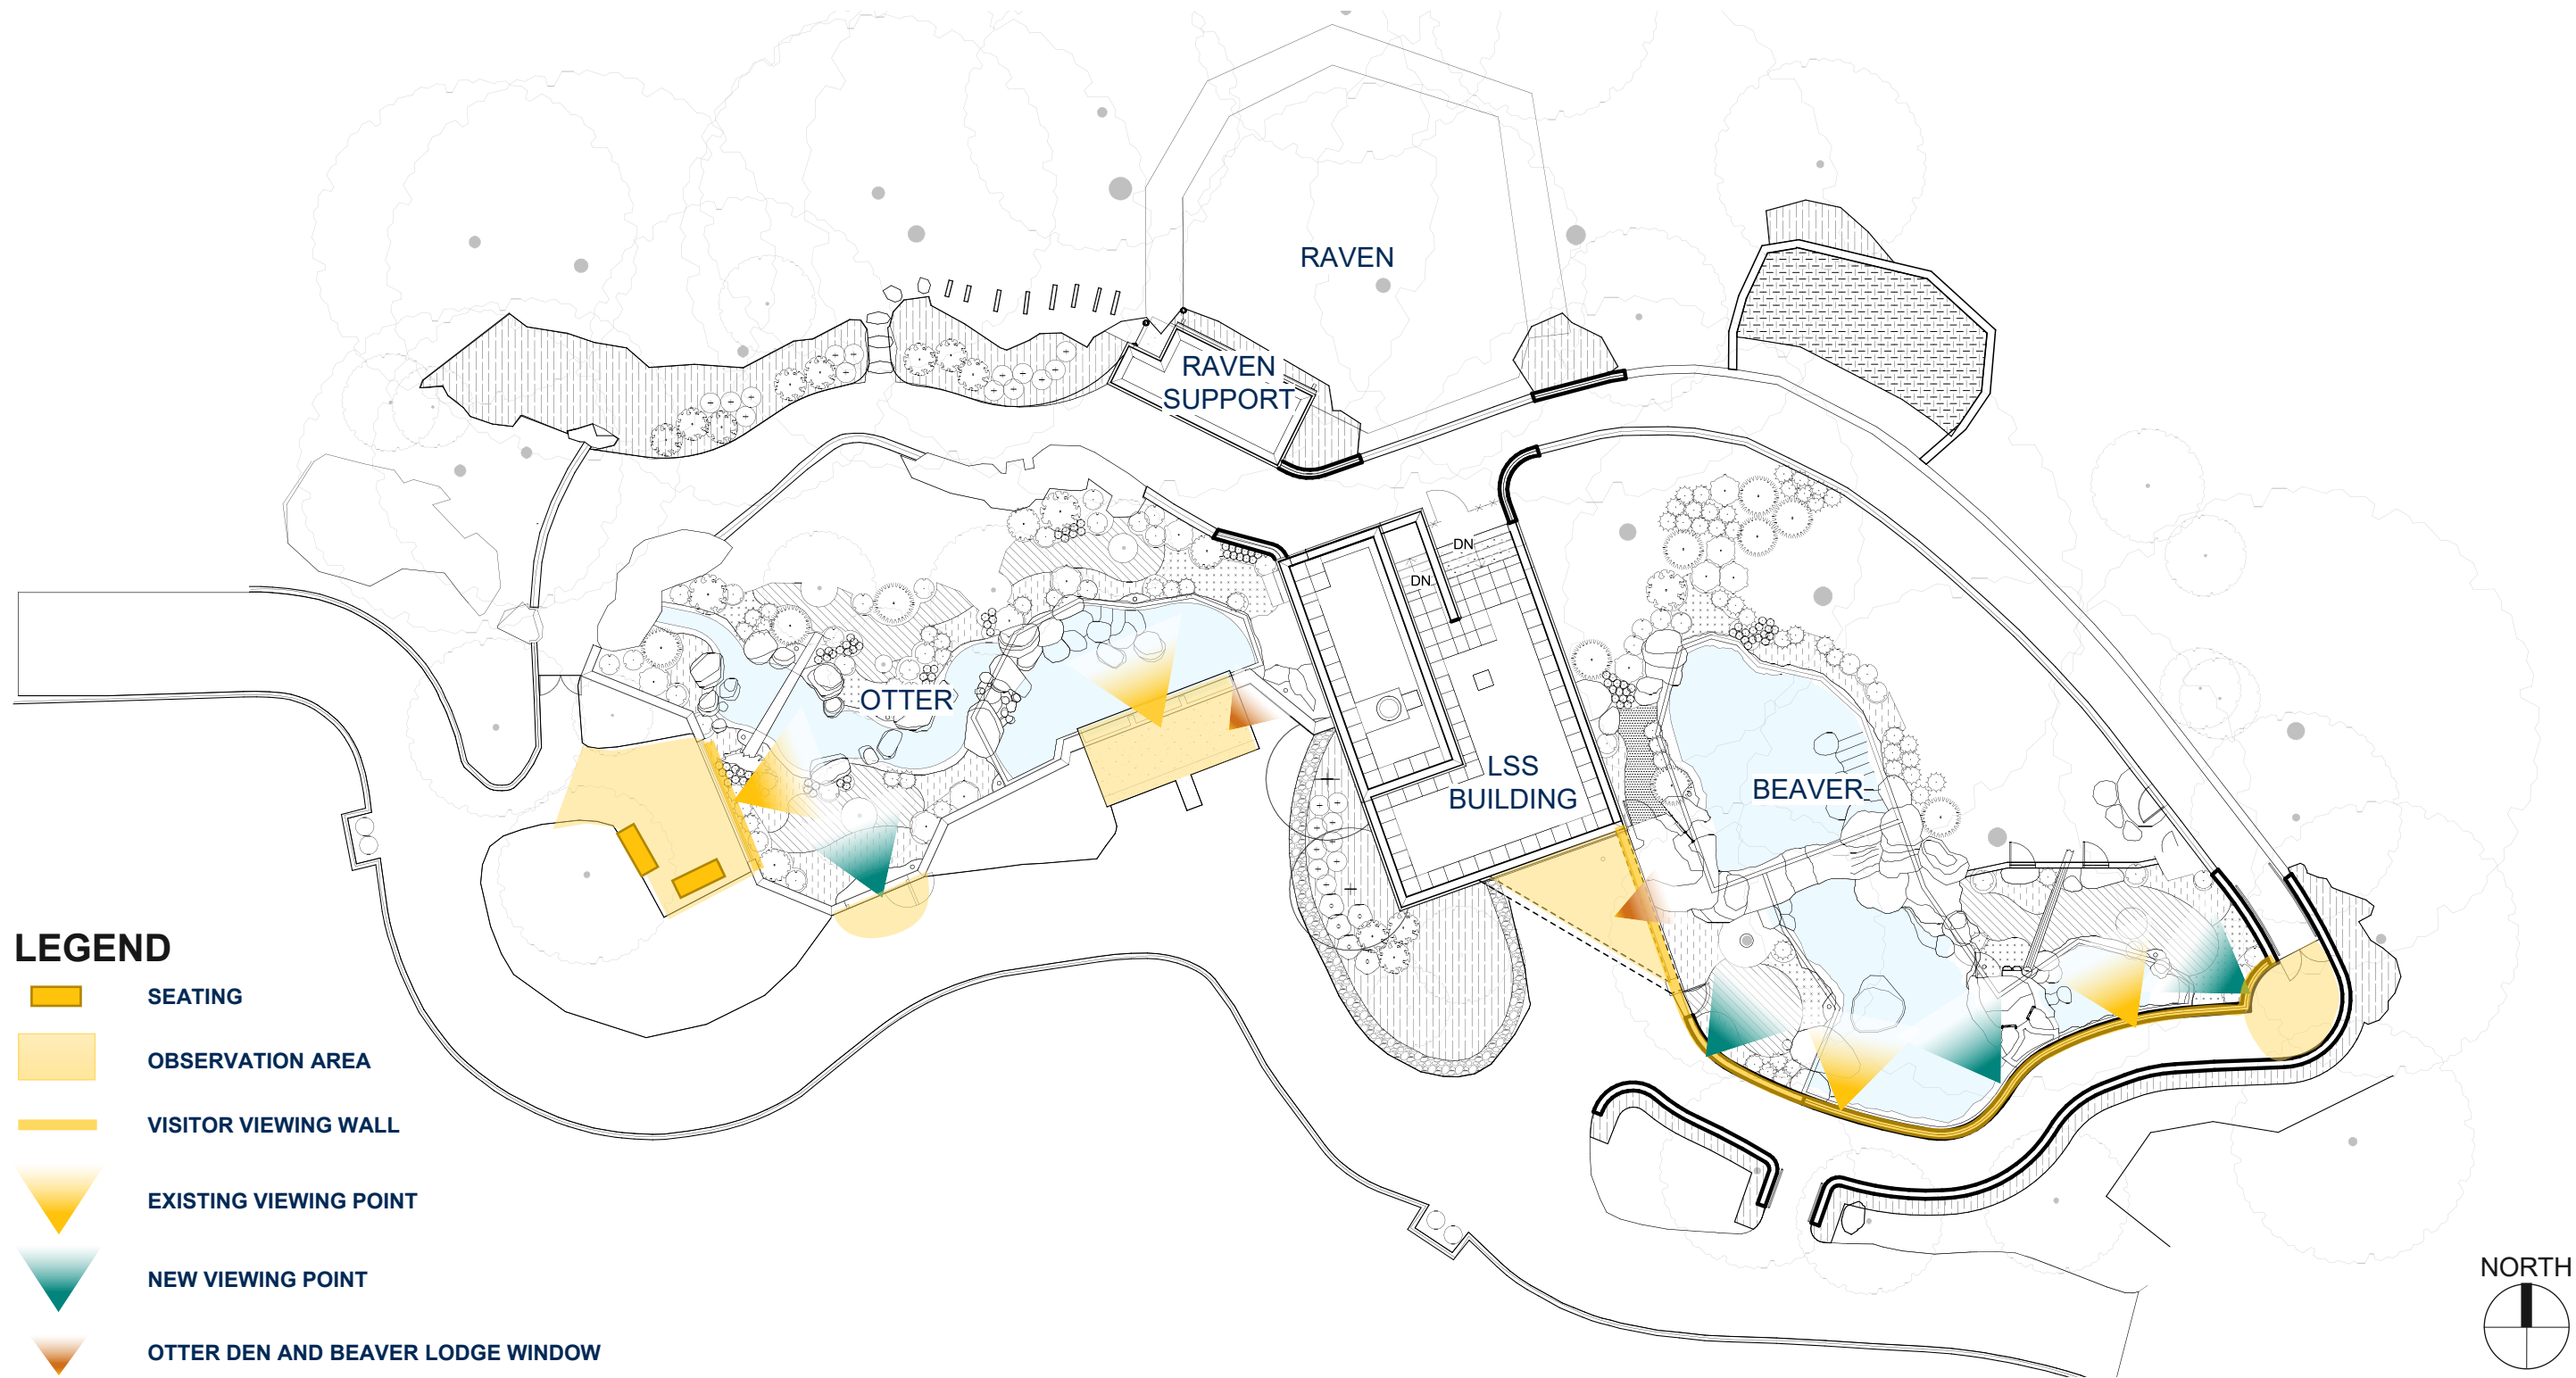 RAVEN
RAVEN
SUPPORT
DN
DN
OTTER
LSS
BUILDING
BEAVER
LEGEND
SEATING
OBSERVATION AREA
VISITOR VIEWING WALL
EXISTING VIEWING POINT
NEW VIEWING POINT
OTTER DEN AND BEAVER LODGE WINDOW
NORTH